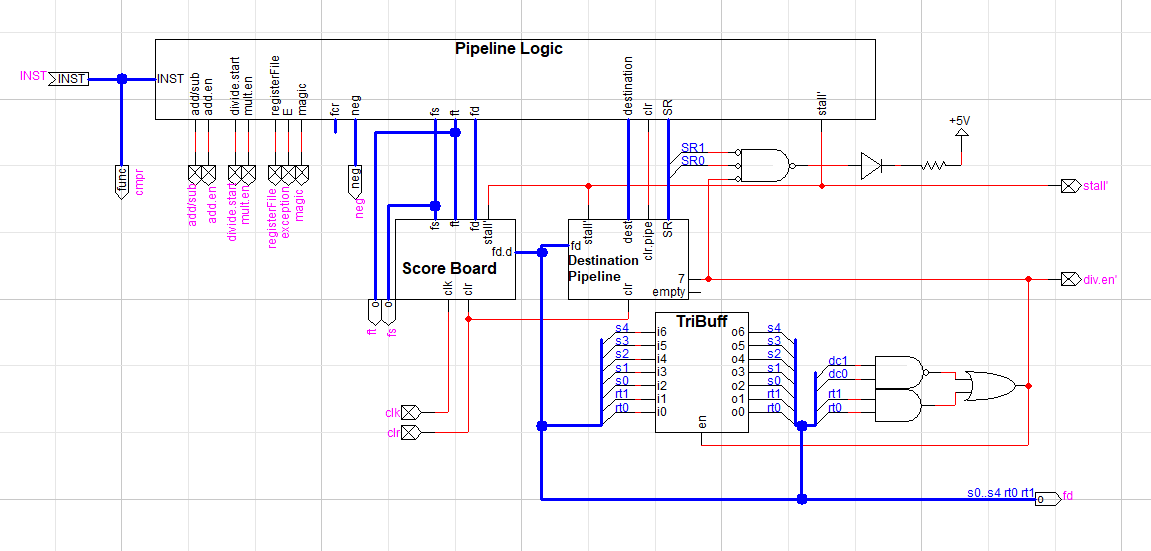 Pipeline Logic
INST
INST
INST
add/sub
add.en
divide.start
mult.en
registerFile
E
magic
fcr
neg
fs
ft
fd
destination
clr
SR
stall'
+5V
func
cmpr
add/sub
add.en
divide.start
mult.en
registerFile
exception
magic
neg
neg
SR1
SR0
stall'
fs
ft
fd
stall'
fd.d
Score Board
clk
clr
stall'
dest
clr.pipe
SR
fd
Destination
Pipeline
7
empty
clr
div.en'
o
o
ft
fs
TriBuff
s4
i6
o6
s4
s3
i5
o5
s3
s2
i4
o4
s2
s1
i3
o3
s1
s0
i2
o2
s0
rt1
i1
o1
rt1
rt0
i0
o0
rt0
en
dc1
dc0
rt1
rt0
clk
clr
s0..s4 rt0 rt1
o
fd